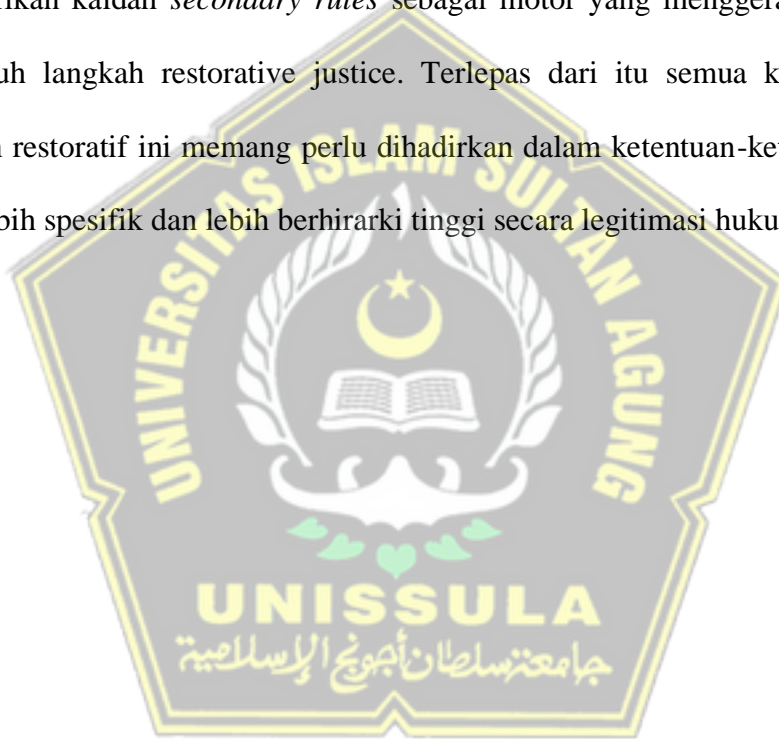 rikan kaidah secondary rules sebagai motor yang menggera
uh langkah restorative justice. Terlepas dari itu semua k
n restoratif ini memang perlu dihadirkan dalam ketentuan-ke
bih spesifik dan lebih berhirarki tinggi secara legitimasi huku
UNIVERSITAS ISLAM SULTAN AGUNG
UNISSULA
جامعة سلطان أجونج الإسلامية